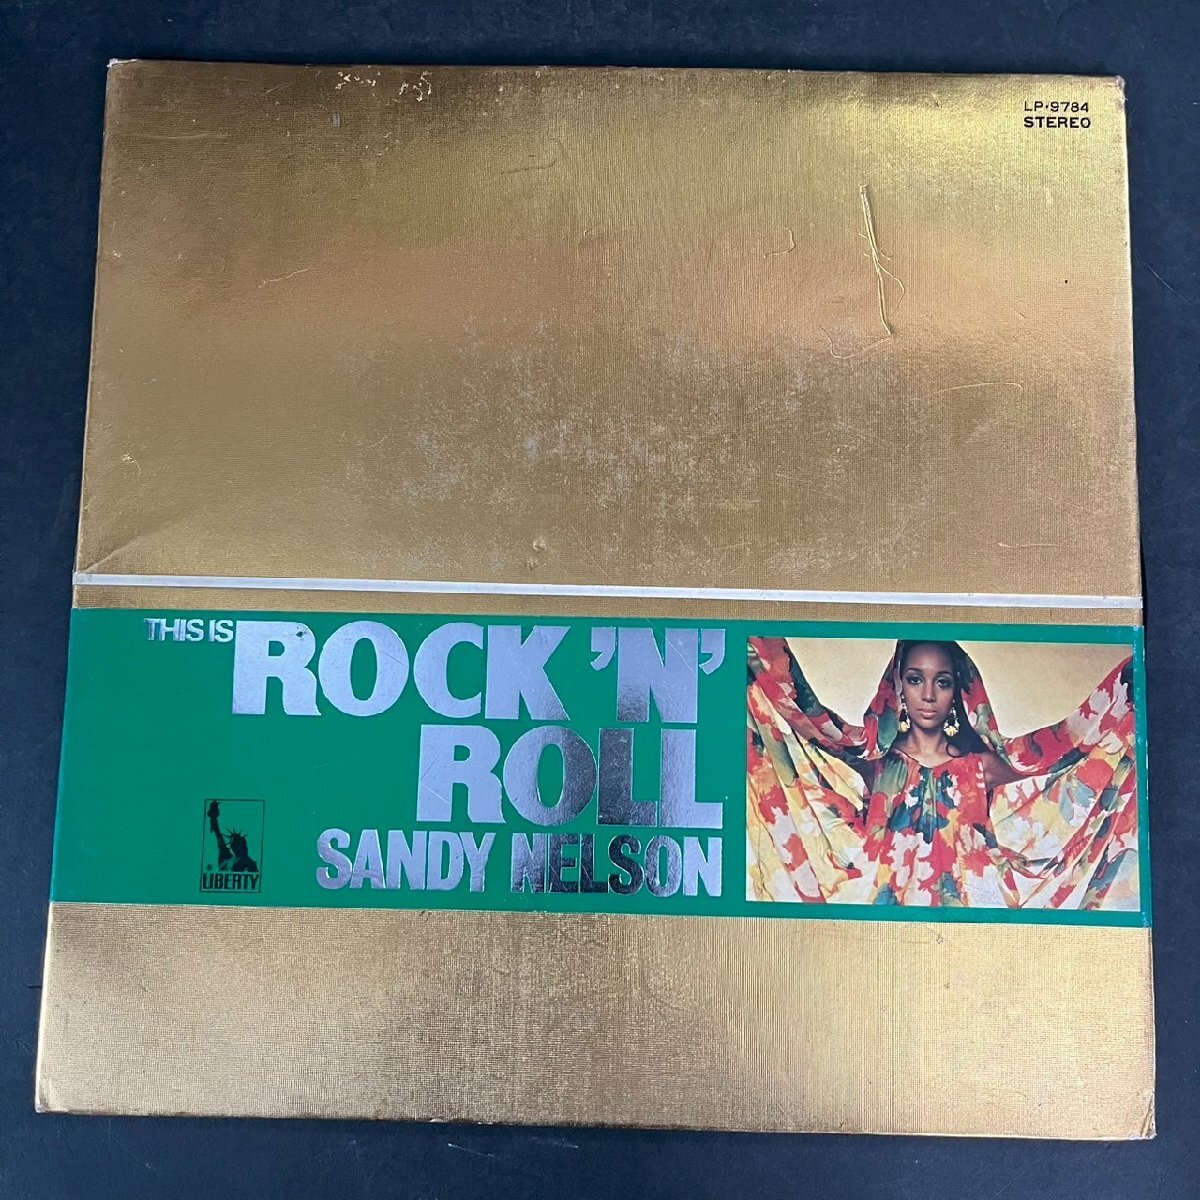 LP·9784
STEREO
THIS IS ROCK 'N'
ROLL
SANDY NELSON
LIBERTY